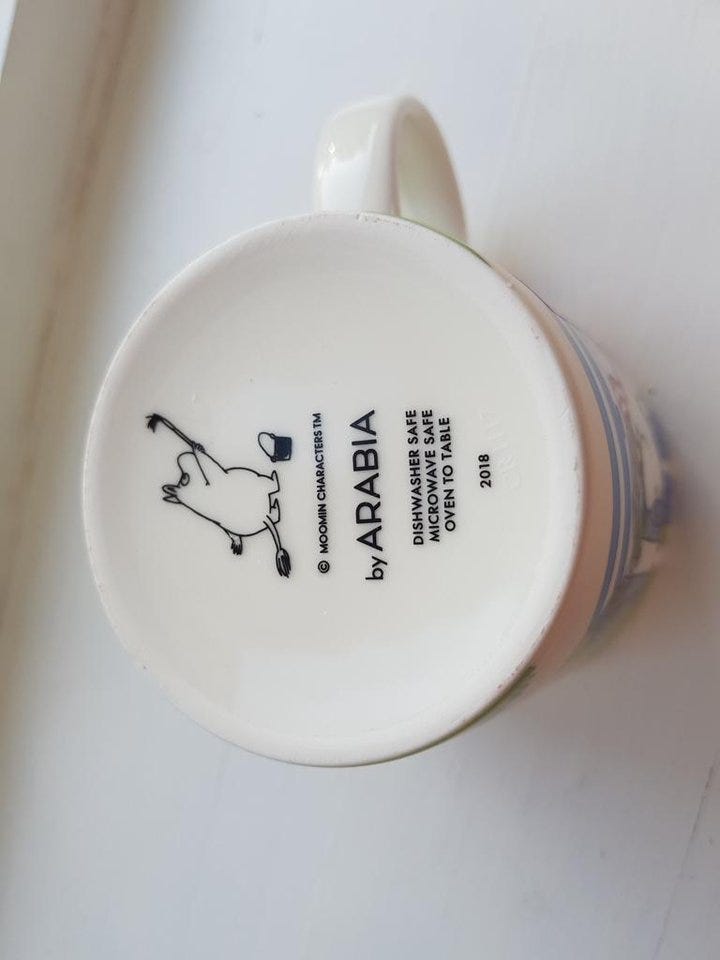 © MOOMIN CHARACTERS TM
by ARABIA
DISHWASHER SAFE
MICROWAVE SAFE
OVEN TO TABLE
2018